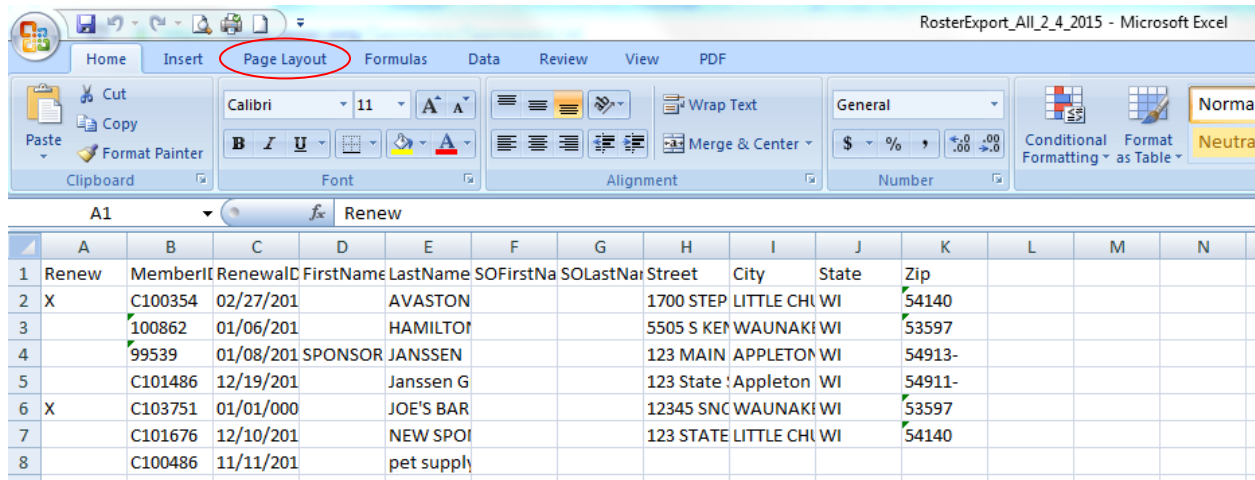 RosterExport_All_2_4_2015 - Microsoft Excel
Home Insert Page Layout Formulas Data Review View PDF
Cut
Copy
Format Painter
Paste
Clipboard
Calibri 11 A A
B I U A
Font
Wrap Text
Merge & Center
Alignment
General
$ % , .0 .00 .00 .0
Number
Conditional Formatting
Format as Table
Norma
Neutra
A1 fx Renew
A B C D E F G H I J K L M N
1 Renew MemberI RenewalD FirstName LastName SOFirstNa SOLastNar Street City State Zip
2 X C100354 02/27/201 AVASTON 1700 STEP LITTLE CHU WI 54140
3 100862 01/06/201 HAMILTON 5505 S KEN WAUNAKE WI 53597
4 99539 01/08/201 SPONSOR JANSSEN 123 MAIN APPLETON WI 54913-
5 C101486 12/19/201 Janssen G 123 State S Appleton WI 54911-
6 X C103751 01/01/000 JOE'S BAR 12345 SNO WAUNAKE WI 53597
7 C101676 12/10/201 NEW SPON 123 STATE LITTLE CHU WI 54140
8 C100486 11/11/201 pet supply